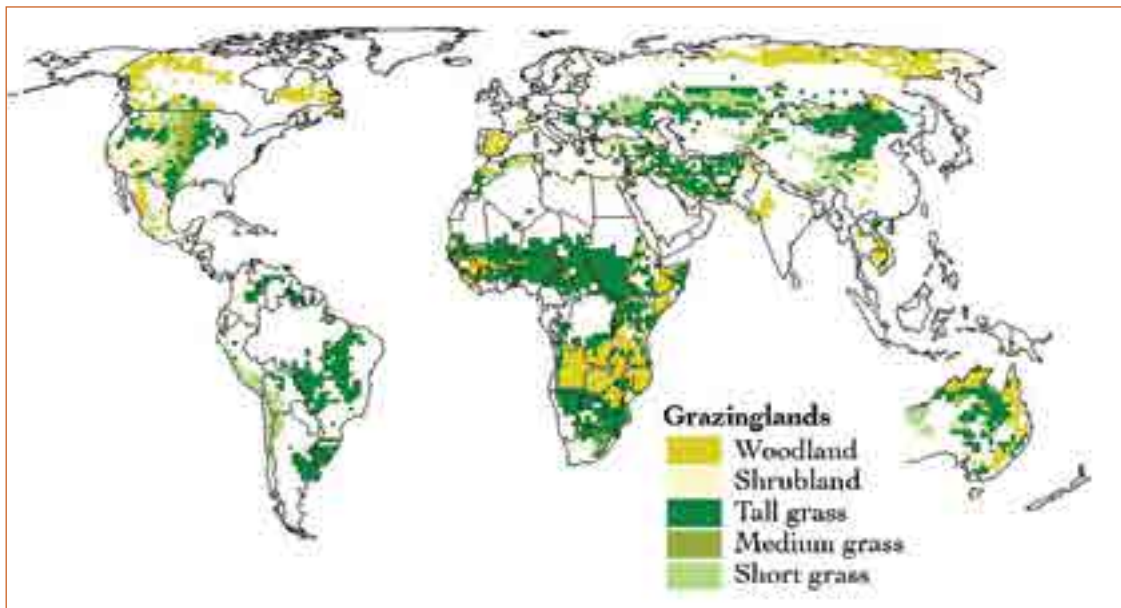 Grazinglands
Woodland
Shrubland
Tall grass
Medium grass
Short grass